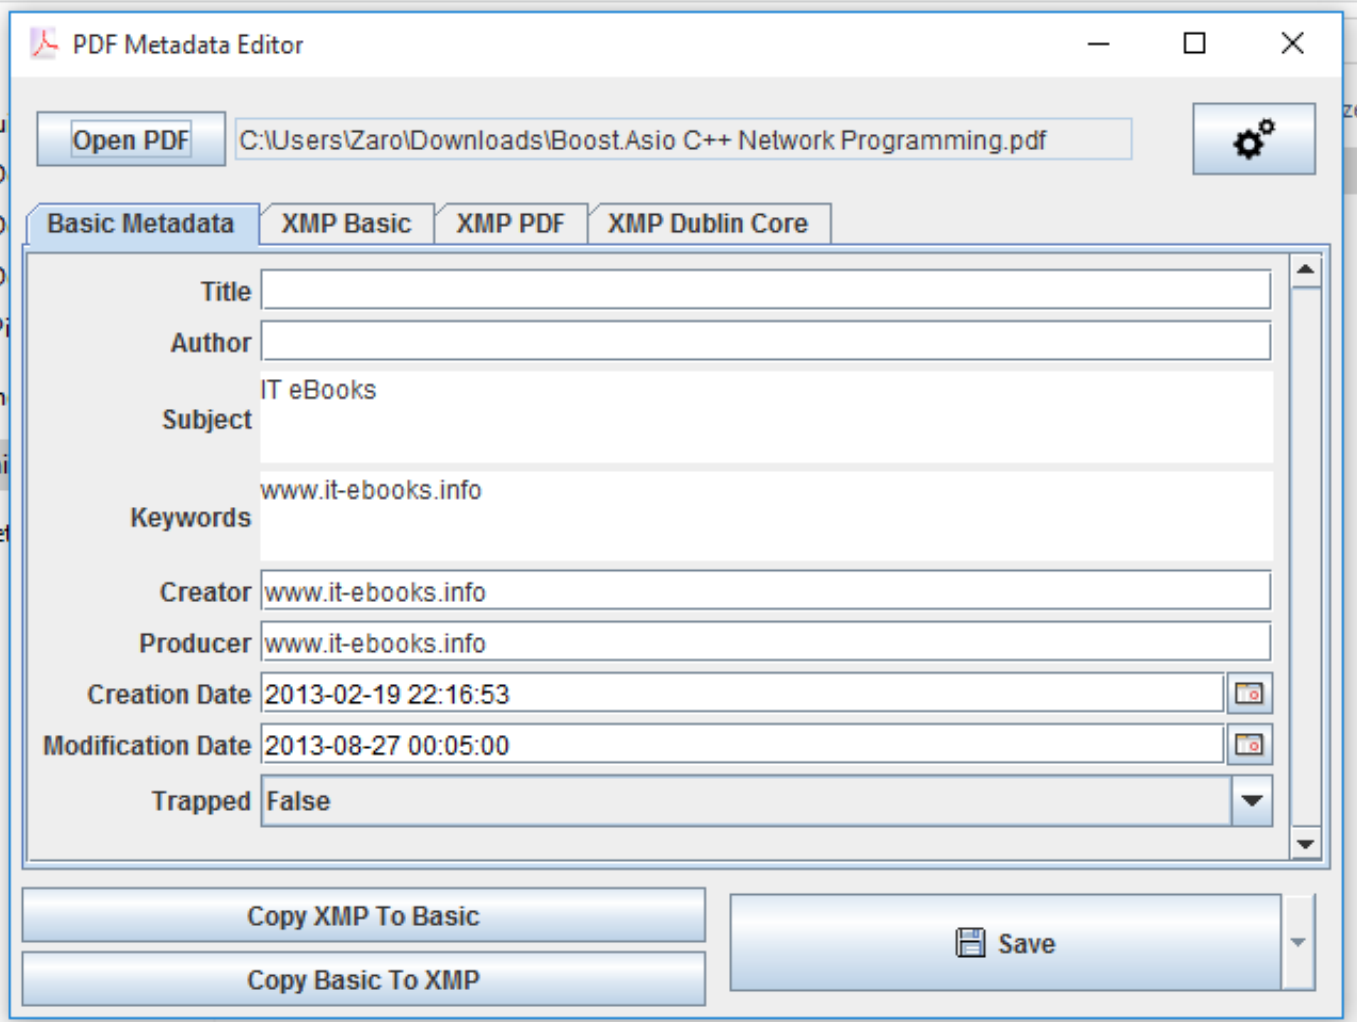 PDF Metadata Editor
Open PDF C:\Users\Zaro\Downloads\Boost.Asio C++ Network Programming.pdf
Basic Metadata XMP Basic XMP PDF XMP Dublin Core
Title
Author
Subject IT eBooks
Keywords www.it-ebooks.info
Creator www.it-ebooks.info
Producer www.it-ebooks.info
Creation Date 2013-02-19 22:16:53
Modification Date 2013-08-27 00:05:00
Trapped False
Copy XMP To Basic
Save
Copy Basic To XMP